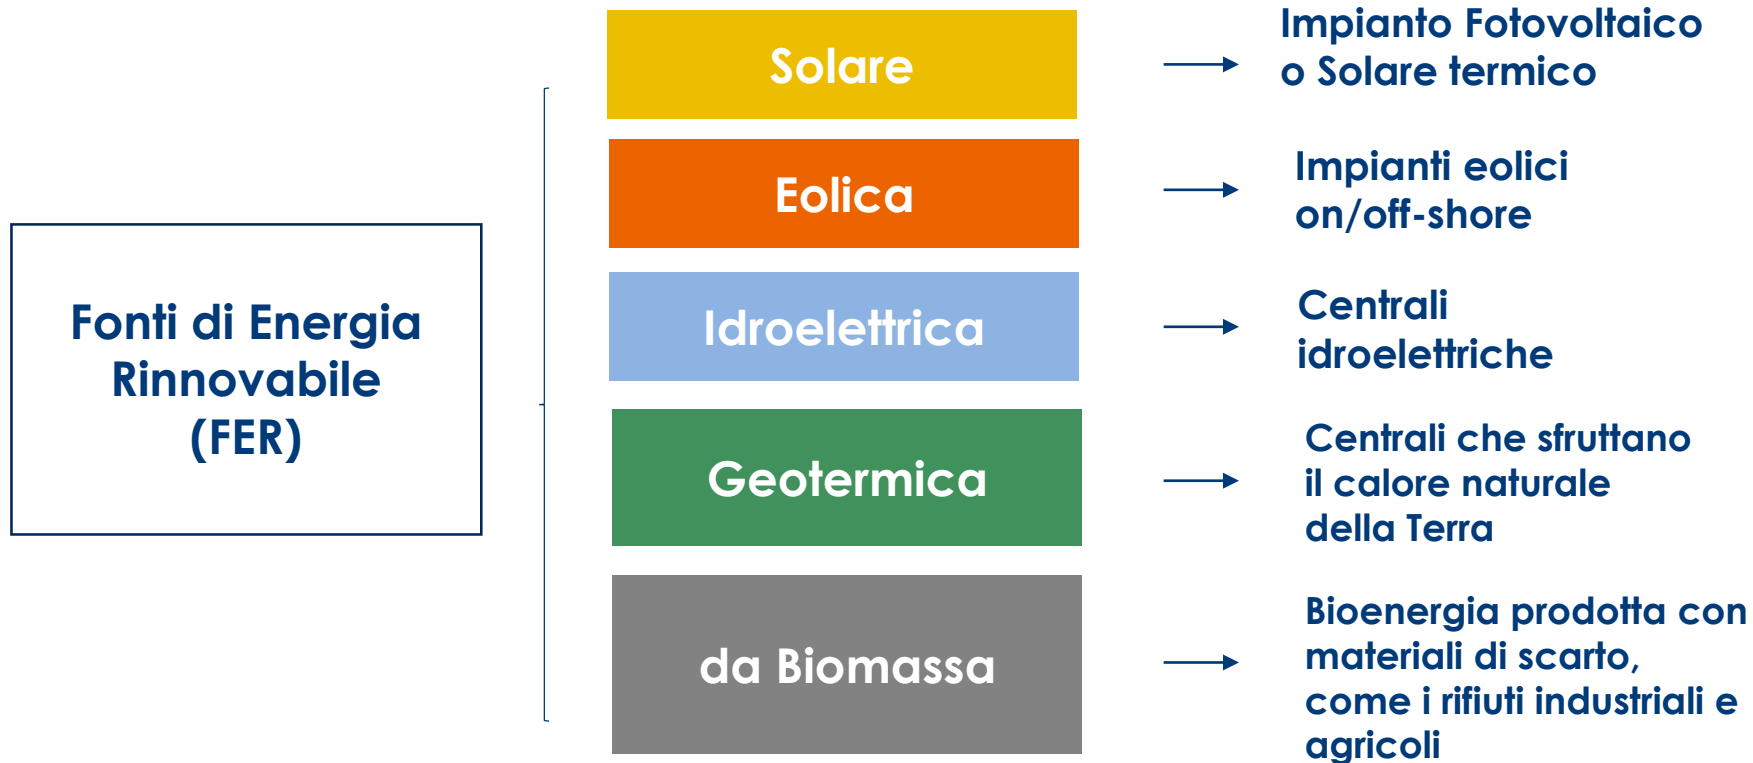 Fonti di Energia
Rinnovabile
(FER)
Solare
Impianto Fotovoltaico
o Solare termico
Eolica
Impianti eolici
on/off-shore
Idroelettrica
Centrali
idroelettriche
Geotermica
Centrali che sfruttano
il calore naturale
della Terra
da Biomassa
Bioenergia prodotta con
materiali di scarto,
come i rifiuti industriali e
agricoli